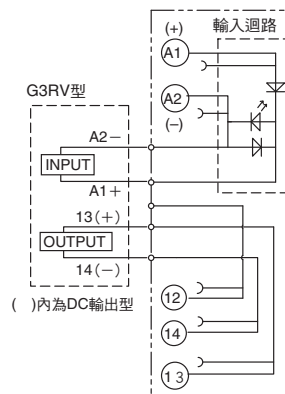 輸入迴路
(+)
A1
A2
(−)
G3RV型
A2−
INPUT
A1+
13(+)
OUTPUT
14(−)
(　)內為DC輸出型
12
14
13